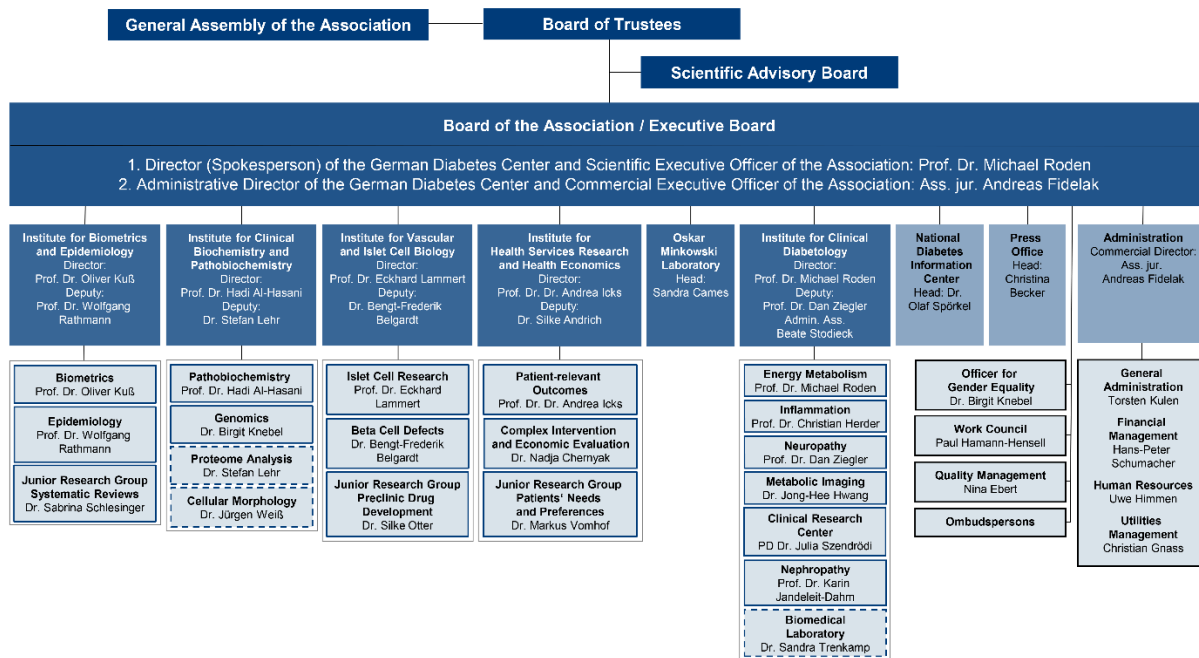 General Assembly of the Association
Board of Trustees
Scientific Advisory Board
Board of the Association / Executive Board
1. Director (Spokesperson) of the German Diabetes Center and Scientific Executive Officer of the Association: Prof. Dr. Michael Roden
2. Administrative Director of the German Diabetes Center and Commercial Executive Officer of the Association: Ass. jur. Andreas Fidelak
Institute for Biometrics
and Epidemiology
Director:
Prof. Dr. Oliver Kuß
Deputy:
Prof. Dr. Wolfgang
Rathmann
Institute for Clinical
Biochemistry and
Pathobiochemistry
Director:
Prof. Dr. Hadi Al-Hasani
Deputy:
Dr. Stefan Lehr
Institute for Vascular
and Islet Cell Biology
Director:
Prof. Dr. Eckhard Lammert
Deputy:
Dr. Bengt-Frederik
Belgardt
Institute for
Health Services Research
and Health Economics
Director:
Prof. Dr. Dr. Andrea Icks
Deputy:
Dr. Silke Andrich
Oskar
Minkowski
Laboratory
Head:
Sandra Cames
Institute for Clinical
Diabetology
Director:
Prof. Dr. Michael Roden
Deputy:
Prof. Dr. Dan Ziegler
Admin. Ass.
Beate Stodieck
National
Diabetes
Information
Center
Head: Dr.
Olaf Spörkel
Press
Office
Head:
Christina
Becker
Administration
Commercial Director:
Ass. jur.
Andreas Fidelak
Biometrics
Prof. Dr. Oliver Kuß
Epidemiology
Prof. Dr. Wolfgang
Rathmann
Junior Research Group
Systematic Reviews
Dr. Sabrina Schlesinger
Pathobiochemistry
Prof. Dr. Hadi Al-Hasani
Genomics
Dr. Birgit Knebel
Proteome Analysis
Dr. Stefan Lehr
Cellular Morphology
Dr. Jürgen Weiß
Islet Cell Research
Prof. Dr. Eckhard
Lammert
Beta Cell Defects
Dr. Bengt-Frederik
Belgardt
Junior Research Group
Preclinic Drug
Development
Dr. Silke Otter
Patient-relevant
Outcomes
Prof. Dr. Dr. Andrea Icks
Complex Intervention
and Economic Evaluation
Dr. Nadja Chernyak
Junior Research Group
Patients' Needs
and Preferences
Dr. Markus Vomhof
Energy Metabolism
Prof. Dr. Michael Roden
Inflammation
Prof. Dr. Christian Herder
Neuropathy
Prof. Dr. Dan Ziegler
Metabolic Imaging
Dr. Jong-Hee Hwang
Clinical Research
Center
PD Dr. Julia Szendrödi
Nephropathy
Prof. Dr. Karin
Jandeleit-Dahm
Biomedical
Laboratory
Dr. Sandra Trenkamp
Officer for
Gender Equality
Dr. Birgit Knebel
Work Council
Paul Hamann-Hensell
Quality Management
Nina Ebert
Ombudspersons
General
Administration
Torsten Kulen
Financial
Management
Hans-Peter
Schumacher
Human Resources
Uwe Himmen
Utilities
Management
Christian Gnass